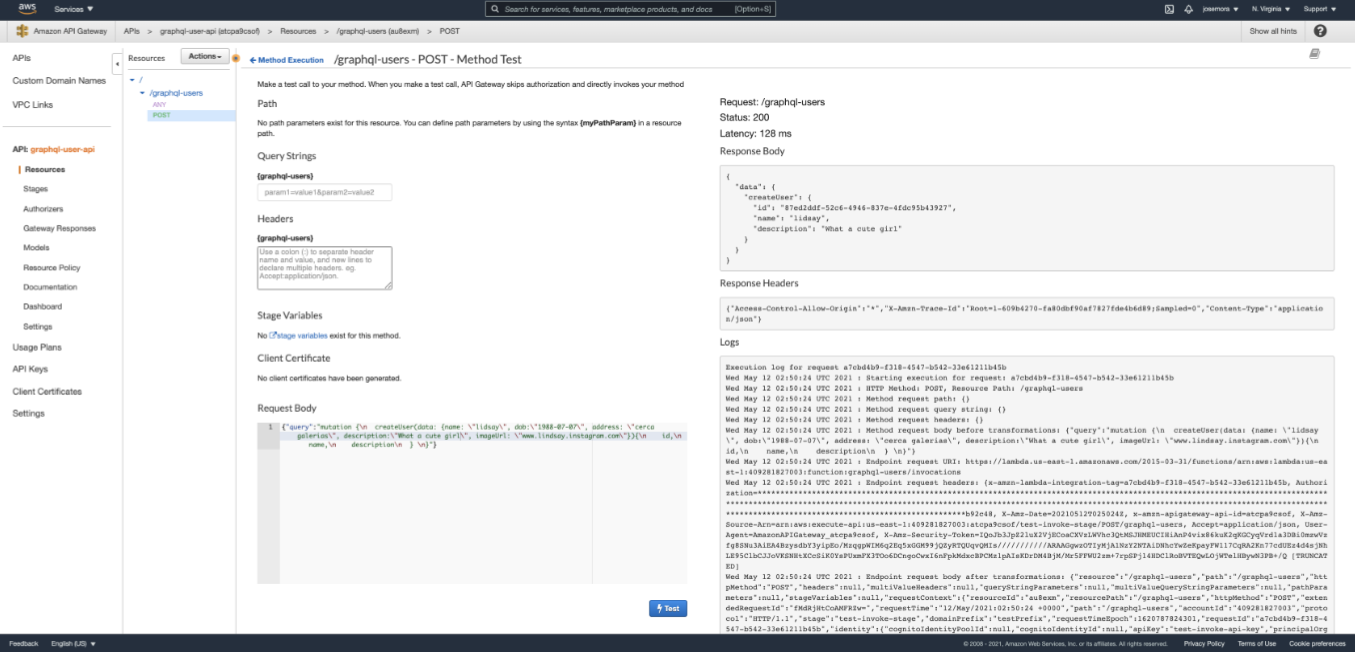 aws Services ▼ Search for services, features, marketplace products, and docs [Option+S] josemora ▼ N. Virginia ▼ Support ▼
Amazon API Gateway APIs > graphql-user-api (atcpa9csof) > Resources > /graphql-users (au8exm) > POST Show all hints
APIs
Custom Domain Names
VPC Links
API: graphql-user-api
Resources
Stages
Authorizers
Gateway Responses
Models
Resource Policy
Documentation
Dashboard
Settings
Usage Plans
API Keys
Client Certificates
Settings
Resources Actions
/
/graphql-users
ANY
POST
Method Execution /graphql-users - POST - Method Test
Make a test call to your method. When you make a test call, API Gateway skips authorization and directly invokes your method
Path
No path parameters exist for this resource. You can define path parameters by using the syntax {myPathParam} in a resource
path.
Query Strings
{graphql-users}
param1=value1&param2=value2
Headers
{graphql-users}
Use a colon (:) to separate header
name and value, and new lines to
declare multiple headers. eg.
Accept:application/json.
Stage Variables
No stage variables exist for this method.
Client Certificate
No client certificates have been generated.
Request Body
1 {"query":"mutation {\n createUser(data: {name: \"lidsay\", dob:\"1988-07-07\", address: \"cerca
galerias\", description:\"What a cute girl\", imageUrl: \"www.lindsay.instagram.com\"}){\n id,\n
name,\n description\n } \n}"}
Test
Request: /graphql-users
Status: 200
Latency: 128 ms
Response Body
{
"data": {
"createUser": {
"id": "87ed2ddf-52c6-4946-837e-4fdc95b43927",
"name": "lidsay",
"description": "What a cute girl"
}
}
}
Response Headers
{"Access-Control-Allow-Origin":"*","X-Amzn-Trace-Id":"Root=1-609b4270-fa80dbf90af7827fde4b6d89;Sampled=0","Content-Type":"applicatio
n/json"}
Logs
Execution log for request a7cbd4b9-f318-4547-b542-33e61211b45b
Wed May 12 02:50:24 UTC 2021 : Starting execution for request: a7cbd4b9-f318-4547-b542-33e61211b45b
Wed May 12 02:50:24 UTC 2021 : HTTP Method: POST, Resource Path: /graphql-users
Wed May 12 02:50:24 UTC 2021 : Method request path: {}
Wed May 12 02:50:24 UTC 2021 : Method request query string: {}
Wed May 12 02:50:24 UTC 2021 : Method request headers: {}
Wed May 12 02:50:24 UTC 2021 : Method request body before transformations: {"query":"mutation {\n createUser(data: {name: \"lidsay
\", dob:\"1988-07-07\", address: \"cerca galerias\", description:\"What a cute girl\", imageUrl: \"www.lindsay.instagram.com\"}){\n
id,\n name,\n description\n } \n}"}
Wed May 12 02:50:24 UTC 2021 : Endpoint request URI: https://lambda.us-east-1.amazonaws.com/2015-03-31/functions/arn:aws:lambda:us-ea
st-1:409281827003:function:graphql-users/invocations
Wed May 12 02:50:24 UTC 2021 : Endpoint request headers: {x-amzn-lambda-integration-tag=a7cbd4b9-f318-4547-b542-33e61211b45b, Authori
b92c48, X-Amz-Date=20210512T025024Z, x-amzn-apigateway-api-id=atcpa9csof, X-Amz-
Source-Arn=arn:aws:execute-api:us-east-1:409281827003:atcpa9csof/test-invoke-stage/POST/graphql-users, Accept=application/json, User-
Agent=AmazonAPIGateway_atcpa9csof, [TRUNCAT
ED]
Wed May 12 02:50:24 UTC 2021 : Endpoint request body after transformations: {"resource":"/graphql-users","path":"/graphql-users","htt
pMethod":"POST","headers":null,"multiValueHeaders":null,"queryStringParameters":null,"multiValueQueryStringParameters":null,"pathPara
meters":null,"stageVariables":null,"requestContext":{"resourceId":"au8exm","resourcePath":"/graphql-users","httpMethod":"POST","exten
"requestTime":"12/May/2021:02:50:24 +0000","path":"/graphql-users","accountId":"409281827003","proto
col":"HTTP/1.1","stage":"test-invoke-stage","domainPrefix":"testPrefix","requestTimeEpoch":1620787824301,"requestId":"a7cbd4b9-f318-4
547-b542-33e61211b45b","identity":{"cognitoIdentityPoolId":null,"cognitoIdentityId":null,"apiKey":"test-invoke-api-key","principalOrg
Feedback English (US) ▼ © 2008 - 2021, Amazon Web Services, Inc. or its affiliates. All rights reserved. Privacy Policy Terms of Use Cookie preferences